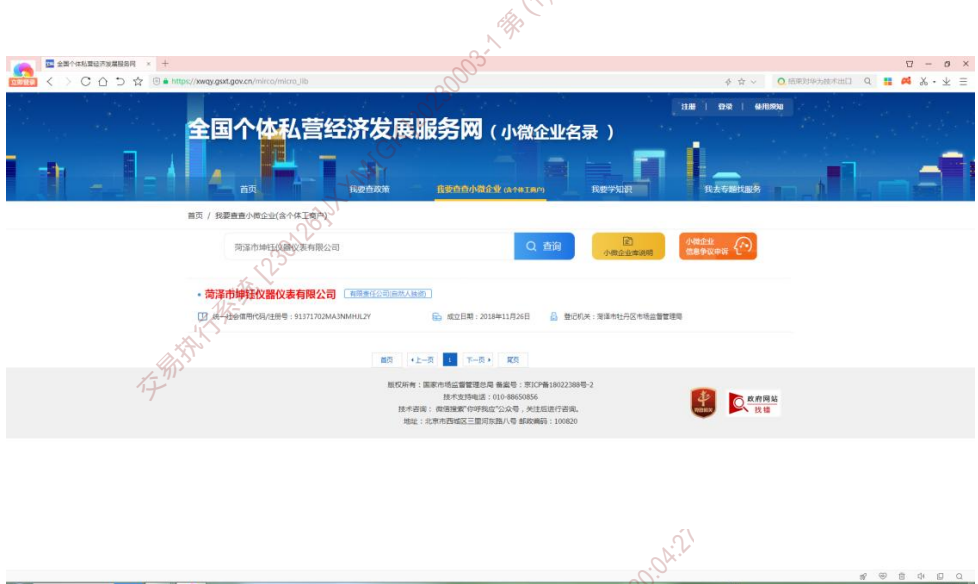 全国个体私营经济发展服务网 × +
立即登录
https://xwqy.gsxt.gov.cn/mirco/micro_lib
注册 | 登录 | 使用须知
全国个体私营经济发展服务网 ( 小微企业名录 )
首页 我要查政策 我要查查小微企业 (含个体工商户) 我要学知识 我去专题找服务
首页 / 我要查查小微企业(含个体工商户)
菏泽市坤钰仪器仪表有限公司 查询 小微企业库说明 小微企业
信息争议申诉
菏泽市坤钰仪器仪表有限公司 有限责任公司(自然人独资)
统一社会信用代码/注册号:91371702MA3NMHJL2Y 成立日期:2018年11月26日 登记机关:菏泽市牡丹区市场监督管理局
首页 上一页 1 下一页 尾页
版权所有:国家市场监督管理总局 备案号:京ICP备18022388号-2
技术支持电话:010-88650856
技术咨询: 微信搜索"你呼我应"公众号,关注后进行咨询。
地址:北京市西城区三里河东路八号 邮政编码:100820
政府网站
找错